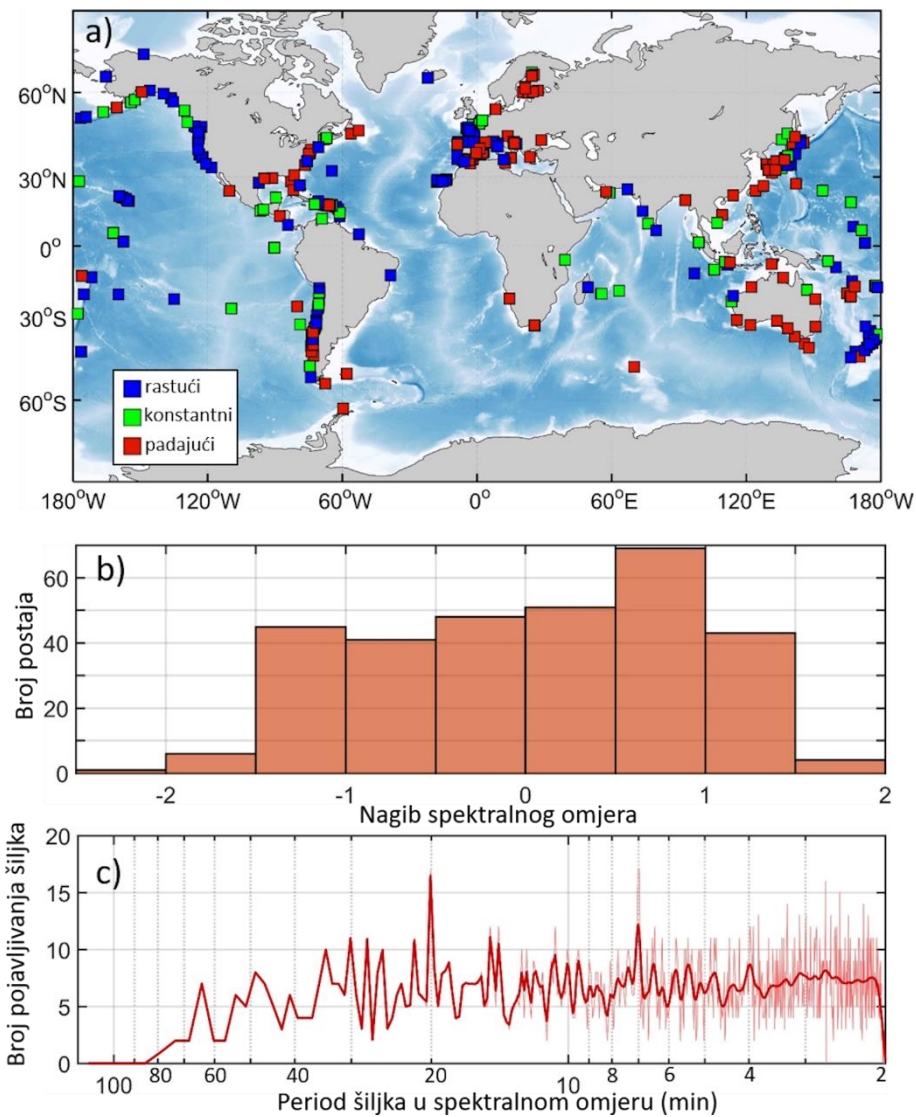 a)
60°N
30°N
0°
30°S
60°S
rastući
konstantni
padajući
180°W 120°W 60°W 0° 60°E 120°E 180°W
b)
Broj postaja
60
40
20
0
-2 -1 0 1 2
Nagib spektralnog omjera
c)
Broj pojavljivanja šiljka
20
15
10
5
0
100 80 60 40 20 10 8 6 4 2
Period šiljka u spektralnom omjeru (min)